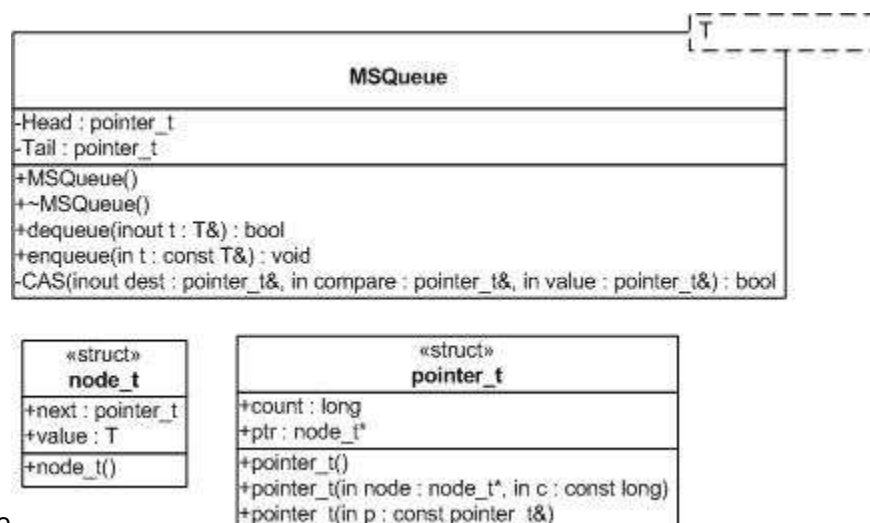 T
MSQueue
-Head : pointer_t
-Tail : pointer_t
+MSQueue()
+~MSQueue()
+dequeue(inout t : T&) : bool
+enqueue(in t : const T&) : void
-CAS(inout dest : pointer_t&, in compare : pointer_t&, in value : pointer_t&) : bool
«struct»
node_t
+next : pointer_t
+value : T
+node_t()
«struct»
pointer_t
+count : long
+ptr : node_t*
+pointer_t()
+pointer_t(in node : node_t*, in c : const long)
+pointer_t(in p : const pointer_t&)